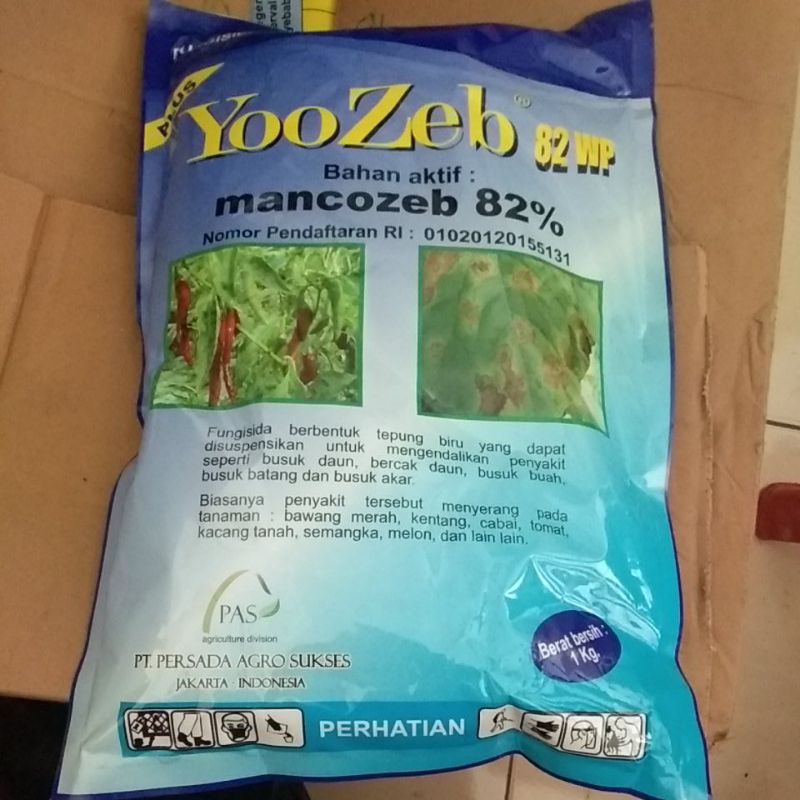 PLUS
YooZeb® 82 WP
Bahan aktif :
mancozeb 82%
Nomor Pendaftaran RI : 01020120155131
Fungisida berbentuk tepung biru yang dapat
disuspensikan untuk mengendalikan penyakit
seperti busuk daun, bercak daun, busuk buah,
busuk batang dan busuk akar.
Biasanya penyakit tersebut menyerang pada
tanaman : bawang merah, kentang, cabai, tomat,
kacang tanah, semangka, melon, dan lain lain.
PAS
agriculture division
PT. PERSADA AGRO SUKSES
JAKARTA - INDONESIA
Berat bersih :
1 Kg.
PERHATIAN